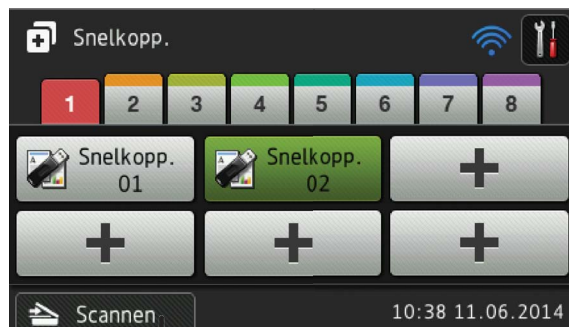 Snelkopp.
1 2 3 4 5 6 7 8
Snelkopp. Snelkopp.
01 02
Scannen 10:38 11.06.2014